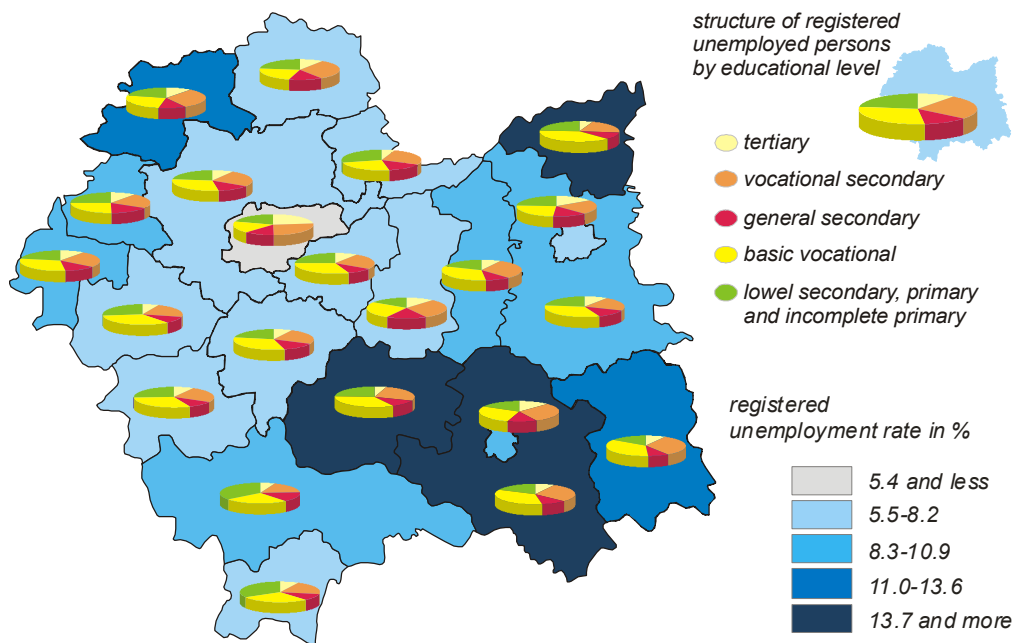 structure of registered
unemployed persons
by educational level
tertiary
vocational secondary
general secondary
basic vocational
lowel secondary, primary
and incomplete primary
registered
unemployment rate in %
5.4 and less
5.5-8.2
8.3-10.9
11.0-13.6
13.7 and more